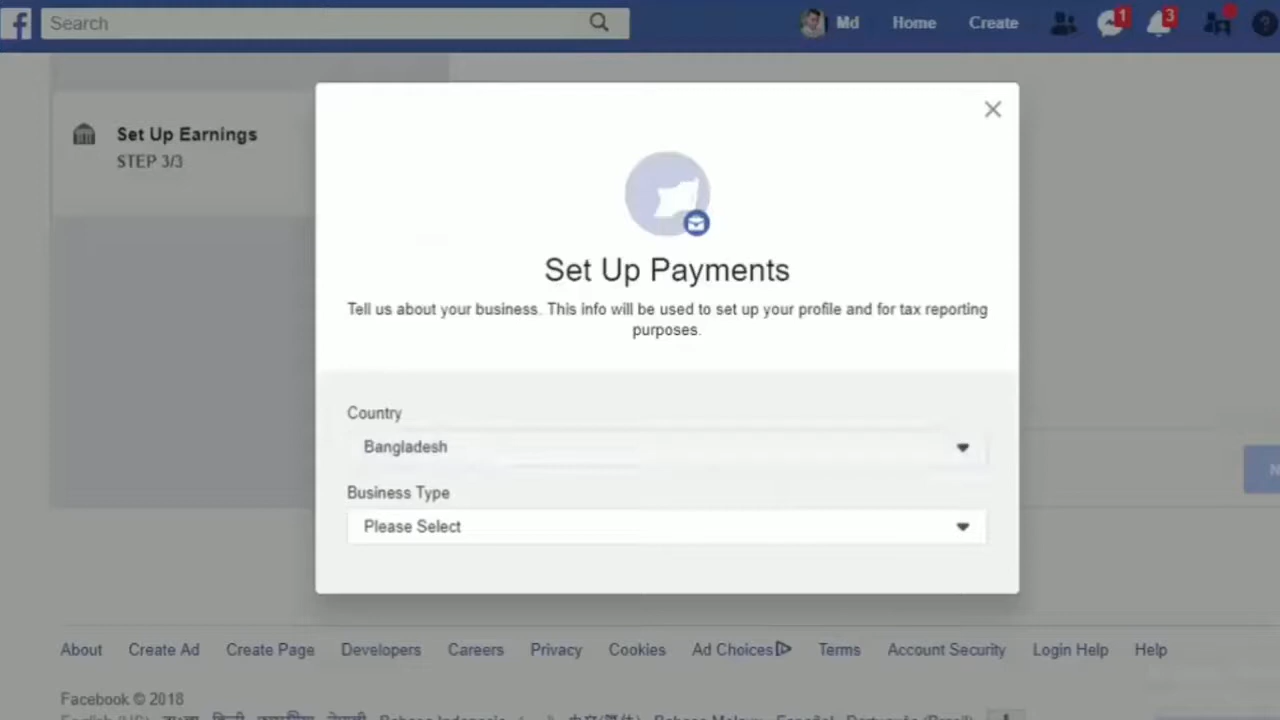 Search
Md
Home
Create
1
3
Set Up Earnings
STEP 3/3
Set Up Payments
Tell us about your business. This info will be used to set up your profile and for tax reporting
purposes.
Country
Bangladesh
Business Type
Please Select
About Create Ad Create Page Developers Careers Privacy Cookies Ad Choices Terms Account Security Login Help Help
Facebook © 2018